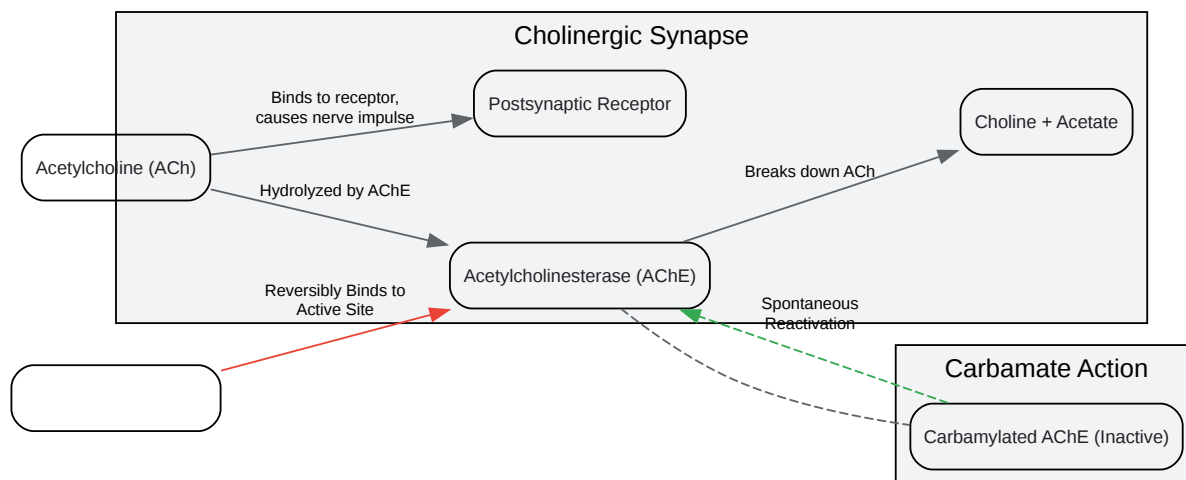 Cholinergic Synapse
Binds to receptor,
causes nerve impulse
Postsynaptic Receptor
Choline + Acetate
Acetylcholine (ACh)
Hydrolyzed by AChE
Breaks down ACh
Acetylcholinesterase (AChE)
Reversibly Binds to
Active Site
Spontaneous
Reactivation
Carbamate Action
Carbamylated AChE (Inactive)